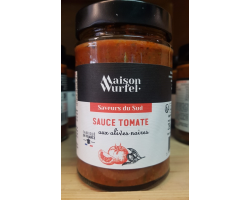 Maison
Wurfel
Saveurs du Sud
SAUCE TOMATE
aux olives noires